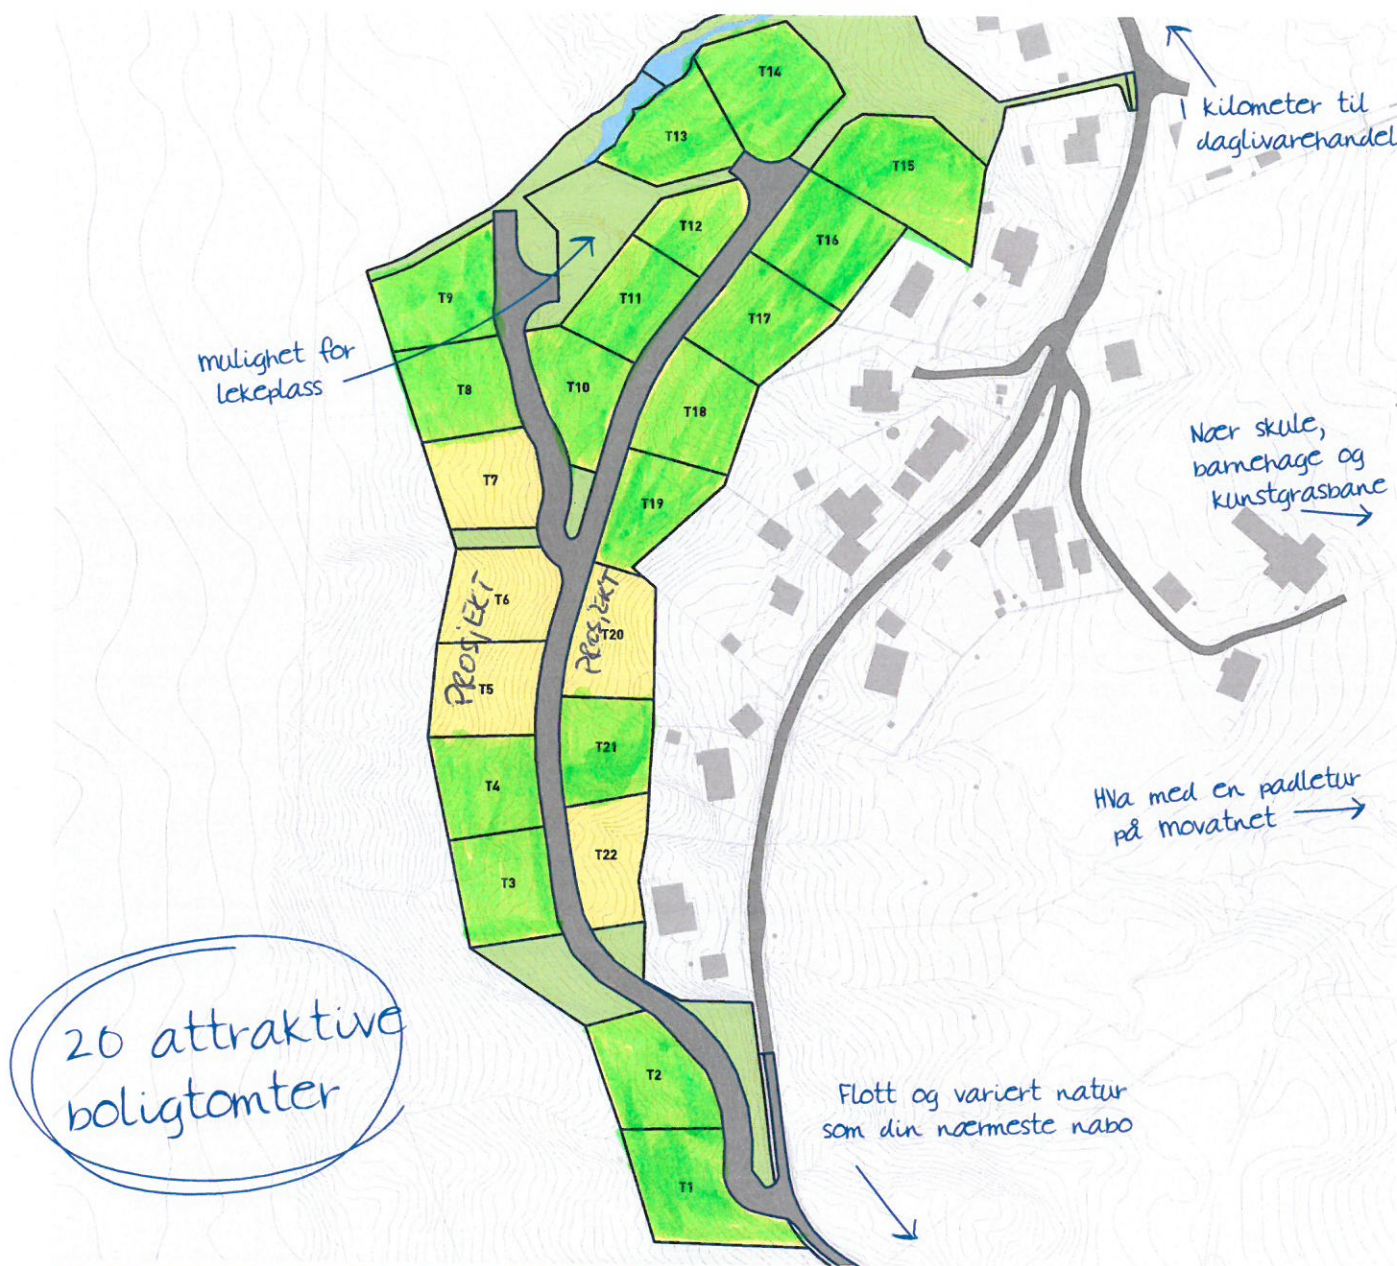 T14
1 kilometer til
daglivarehandel
T13
T15
T12
T16
T9
T11
T17
mulighet for
lekeplass
T8
T10
T18
Nær skule,
barnehage og
kunstgrasbane
T7
T19
PROSJEKT
T6
PROSJEKT
T20
T5
T21
T4
HVa med en padletur
på movatnet
T22
T3
20 attraktive
boligtomter
T2
Flott og variert natur
som din nærmeste nabo
T1